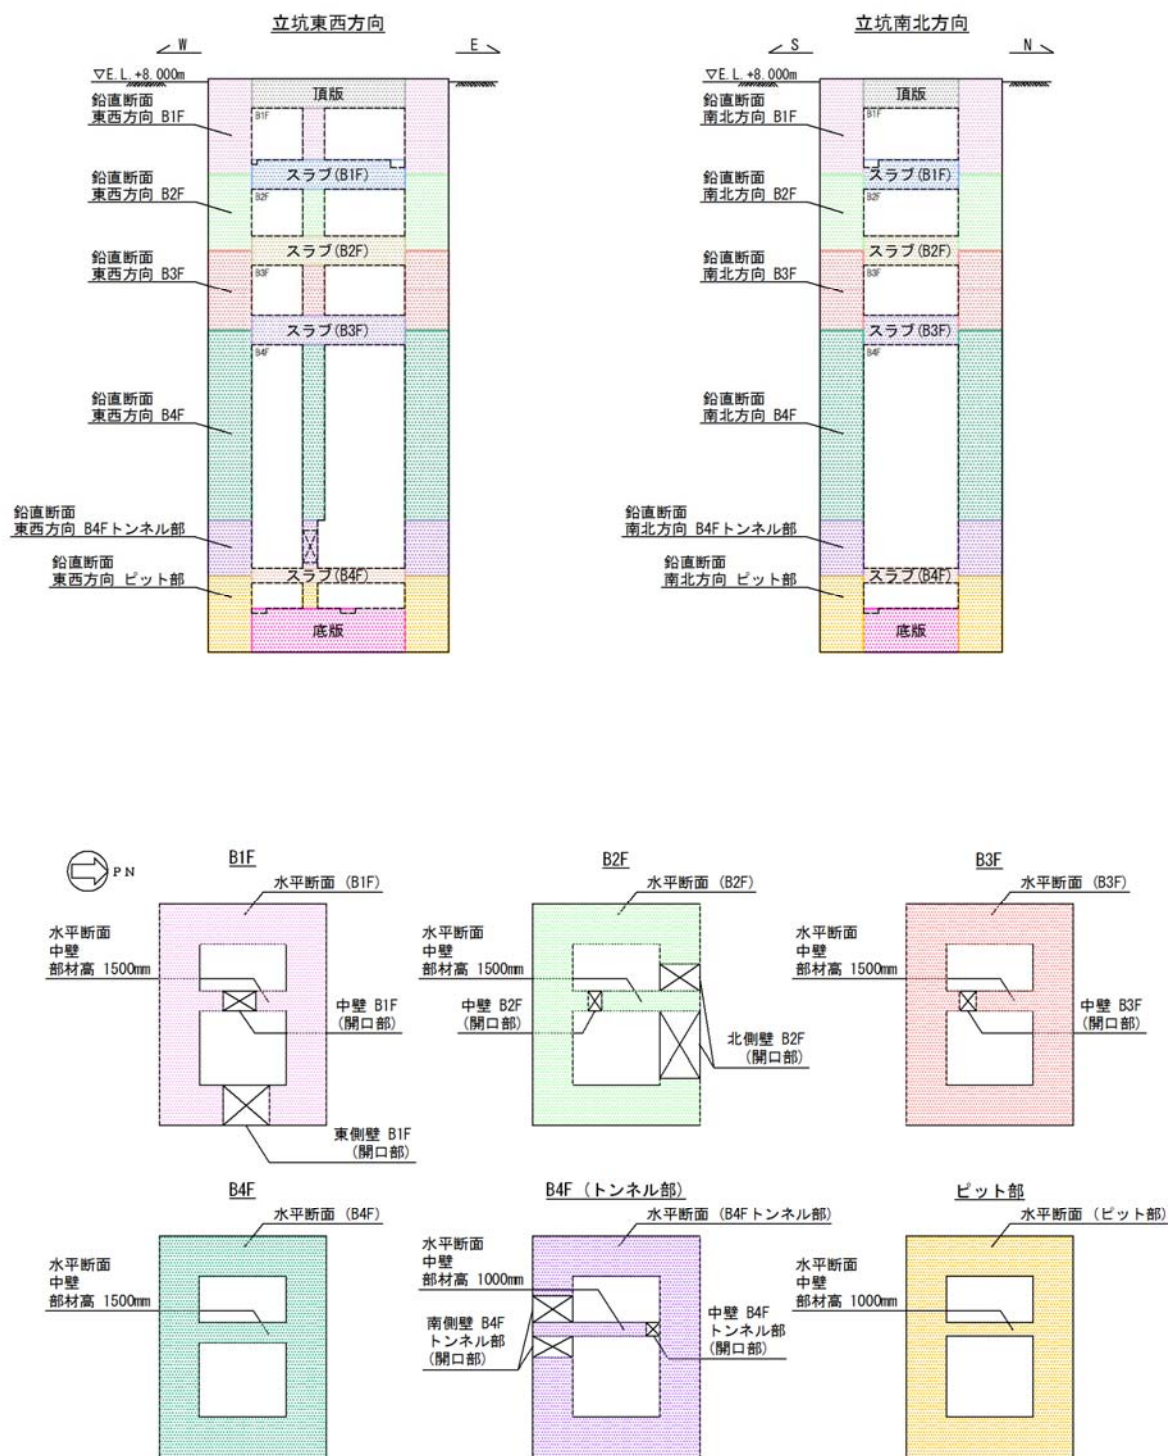 立坑東西方向
W
E
▽E.L.+8.000m
頂版
鉛直断面
東西方向 B1F
B1F
スラブ(B1F)
鉛直断面
東西方向 B2F
B2F
スラブ(B2F)
鉛直断面
東西方向 B3F
B3F
スラブ(B3F)
B4F
鉛直断面
東西方向 B4F
鉛直断面
東西方向 B4Fトンネル部
鉛直断面
東西方向 ピット部
スラブ(B4F)
底版
立坑南北方向
S
N
▽E.L.+8.000m
頂版
鉛直断面
南北方向 B1F
B1F
スラブ(B1F)
鉛直断面
南北方向 B2F
B2F
スラブ(B2F)
鉛直断面
南北方向 B3F
B3F
スラブ(B3F)
B4F
鉛直断面
南北方向 B4F
鉛直断面
南北方向 B4Fトンネル部
鉛直断面
南北方向 ピット部
スラブ(B4F)
底版
PN
B1F
水平断面 (B1F)
水平断面
中壁
部材高 1500mm
中壁 B1F
(開口部)
東側壁 B1F
(開口部)
B2F
水平断面 (B2F)
水平断面
中壁
部材高 1500mm
中壁 B2F
(開口部)
北側壁 B2F
(開口部)
B3F
水平断面 (B3F)
水平断面
中壁
部材高 1500mm
中壁 B3F
(開口部)
B4F
水平断面 (B4F)
水平断面
中壁
部材高 1500mm
B4F (トンネル部)
水平断面 (B4Fトンネル部)
水平断面
中壁
部材高 1000mm
南側壁 B4F
トンネル部
(開口部)
中壁 B4F
トンネル部
(開口部)
ピット部
水平断面 (ピット部)
水平断面
中壁
部材高 1000mm